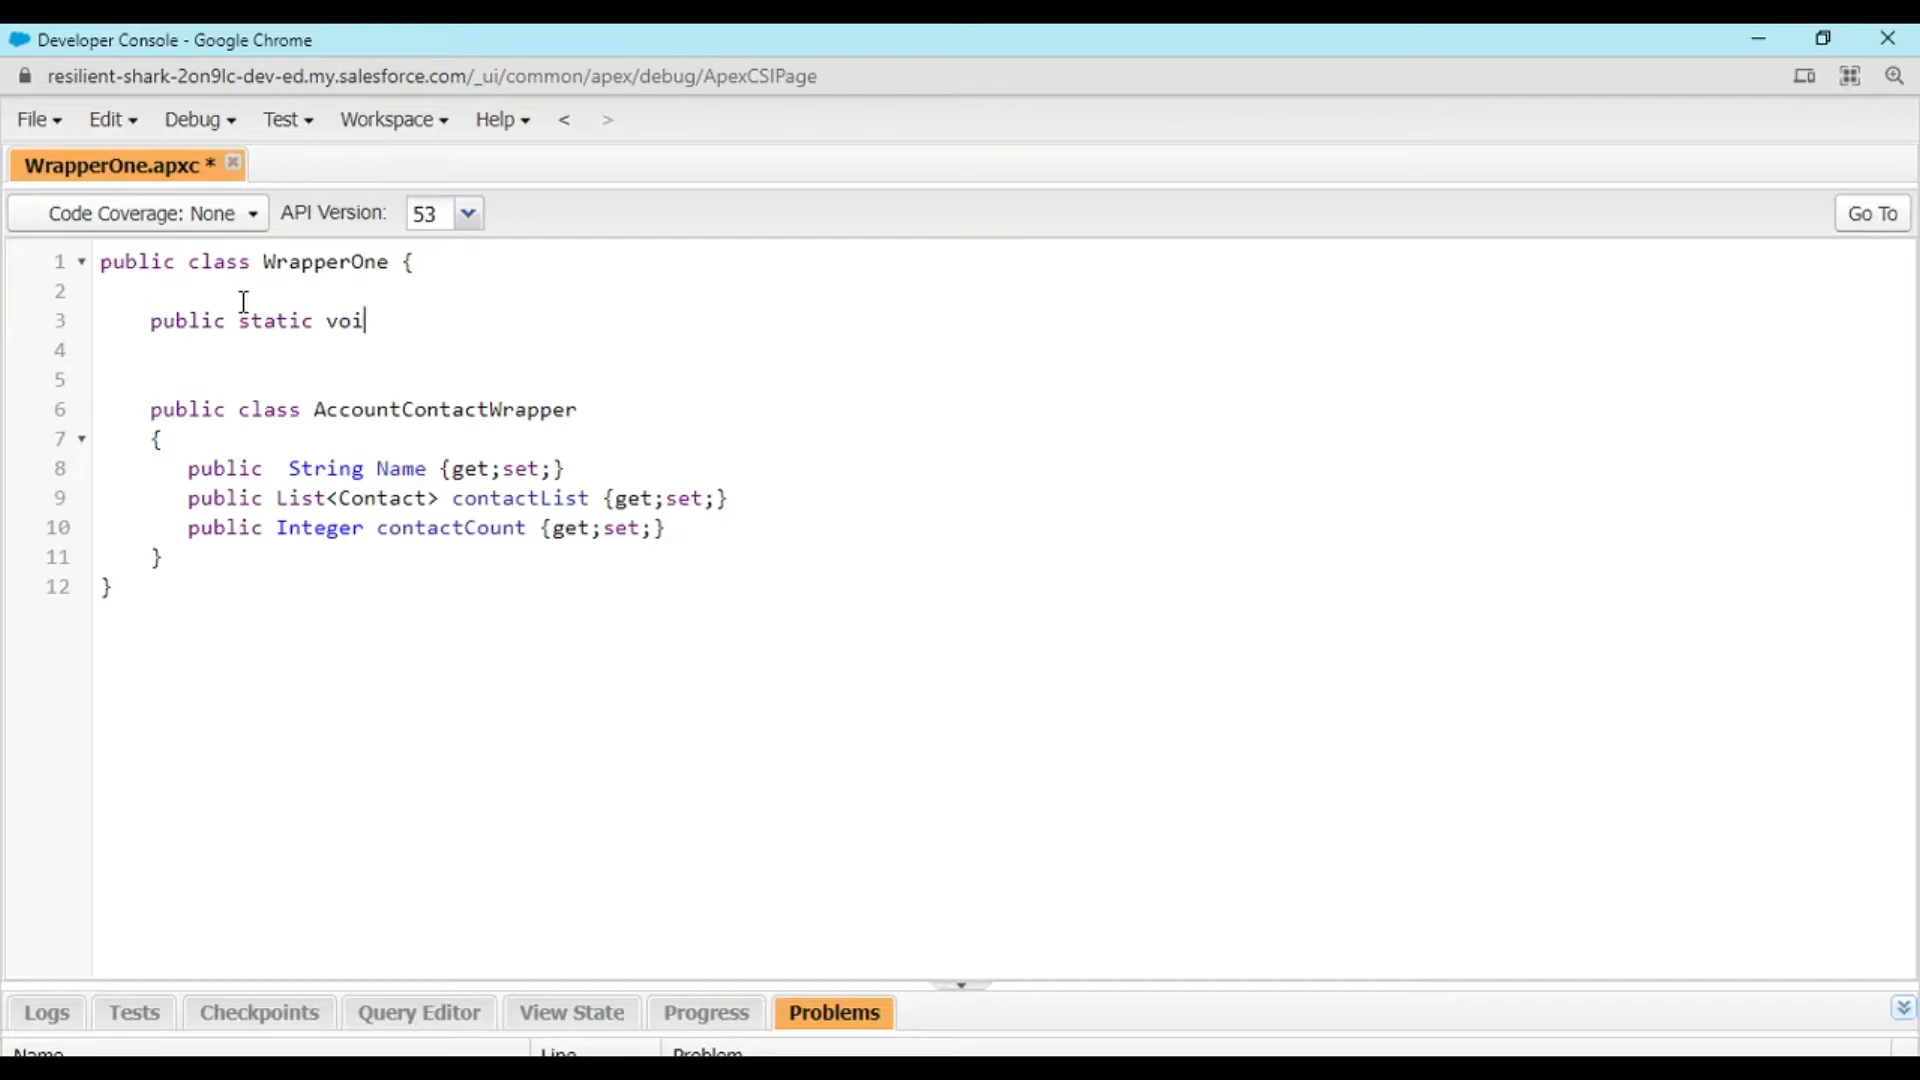 Developer Console - Google Chrome
resilient-shark-2on9lc-dev-ed.my.salesforce.com/_ui/common/apex/debug/ApexCSIPage
File Edit Debug Test Workspace Help < >
WrapperOne.apxc *
Code Coverage: None API Version: 53 Go To
1 public class WrapperOne {
2
3 public static voi
4
5
6 public class AccountContactWrapper
7 {
8 public  String Name {get;set;}
9 public List<Contact> contactList {get;set;}
10 public Integer contactCount {get;set;}
11 }
12 }
Logs Tests Checkpoints Query Editor View State Progress Problems
Name Line Problem